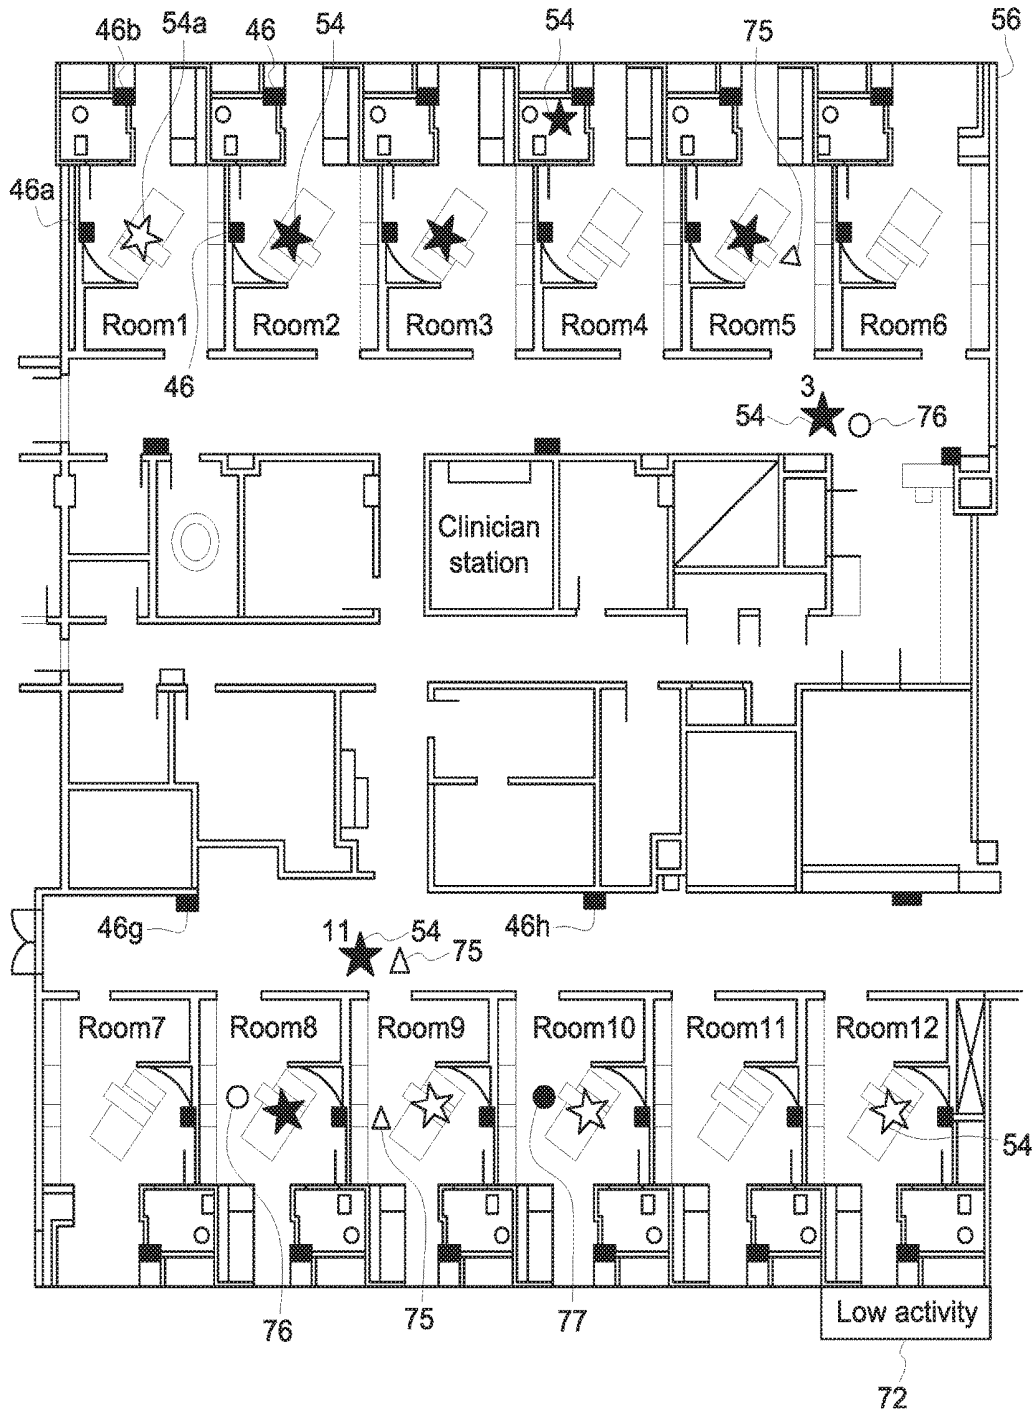 46b 54a 46 54 54 75 56
46a
Room1 Room2 Room3 Room4 Room5 Room6
46 3
54 76
Clinician
station
46g 11 54 75 46h
Room7 Room8 Room9 Room10 Room11 Room12
54
76 75 77 Low activity
72